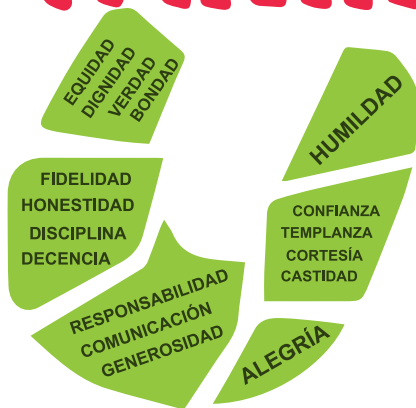 EQUIDAD
DIGNIDAD
VERDAD
BONDAD
HUMILDAD
FIDELIDAD
HONESTIDAD
DISCIPLINA
DECENCIA
CONFIANZA
TEMPLANZA
CORTESÍA
CASTIDAD
RESPONSABILIDAD
COMUNICACIÓN
GENEROSIDAD
ALEGRÍA